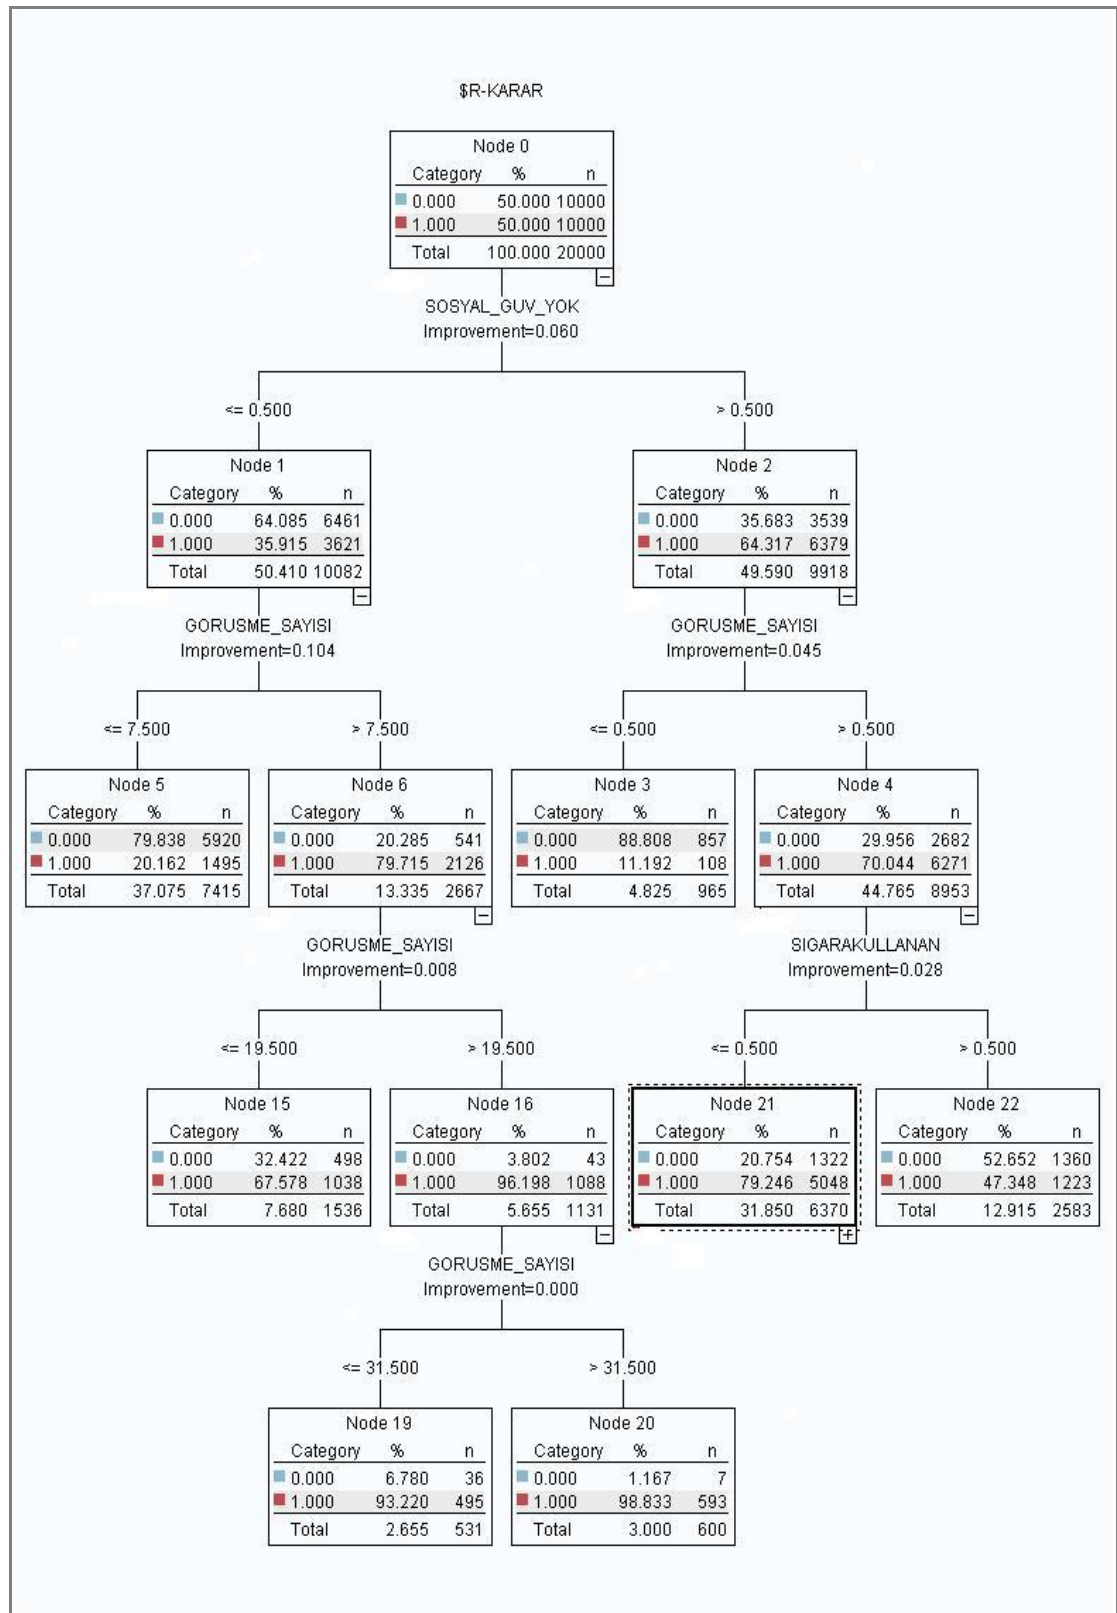 $R-KARAR
Node 0
Category % n
0.000 50.000 10000
1.000 50.000 10000
Total 100.000 20000
SOSYAL_GUV_YOK
Improvement=0.060
<= 0.500
> 0.500
Node 1
Category % n
0.000 64.085 6461
1.000 35.915 3621
Total 50.410 10082
Node 2
Category % n
0.000 35.683 3539
1.000 64.317 6379
Total 49.590 9918
GORUSME_SAYISI
Improvement=0.104
GORUSME_SAYISI
Improvement=0.045
<= 7.500
> 7.500
<= 0.500
> 0.500
Node 5
Category % n
0.000 79.838 5920
1.000 20.162 1495
Total 37.075 7415
Node 6
Category % n
0.000 20.285 541
1.000 79.715 2126
Total 13.335 2667
Node 3
Category % n
0.000 88.808 857
1.000 11.192 108
Total 4.825 965
Node 4
Category % n
0.000 29.956 2682
1.000 70.044 6271
Total 44.765 8953
GORUSME_SAYISI
Improvement=0.008
SIGARAKULLANAN
Improvement=0.028
<= 19.500
> 19.500
<= 0.500
> 0.500
Node 15
Category % n
0.000 32.422 498
1.000 67.578 1038
Total 7.680 1536
Node 16
Category % n
0.000 3.802 43
1.000 96.198 1088
Total 5.655 1131
Node 21
Category % n
0.000 20.754 1322
1.000 79.246 5048
Total 31.850 6370
Node 22
Category % n
0.000 52.652 1360
1.000 47.348 1223
Total 12.915 2583
GORUSME_SAYISI
Improvement=0.000
<= 31.500
> 31.500
Node 19
Category % n
0.000 6.780 36
1.000 93.220 495
Total 2.655 531
Node 20
Category % n
0.000 1.167 7
1.000 98.833 593
Total 3.000 600